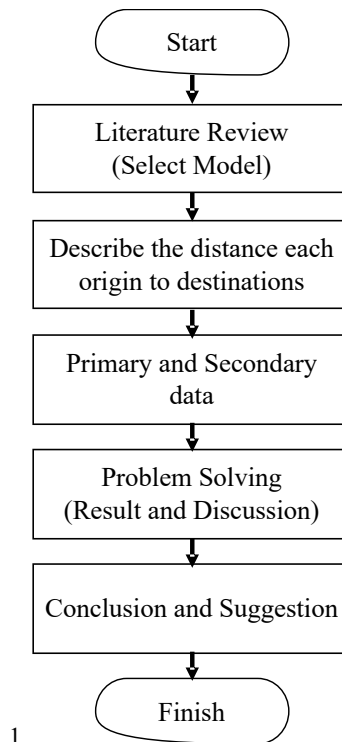 Start
Literature Review
(Select Model)
Describe the distance each
origin to destinations
Primary and Secondary
data
Problem Solving
(Result and Discussion)
Conclusion and Suggestion
Finish
1